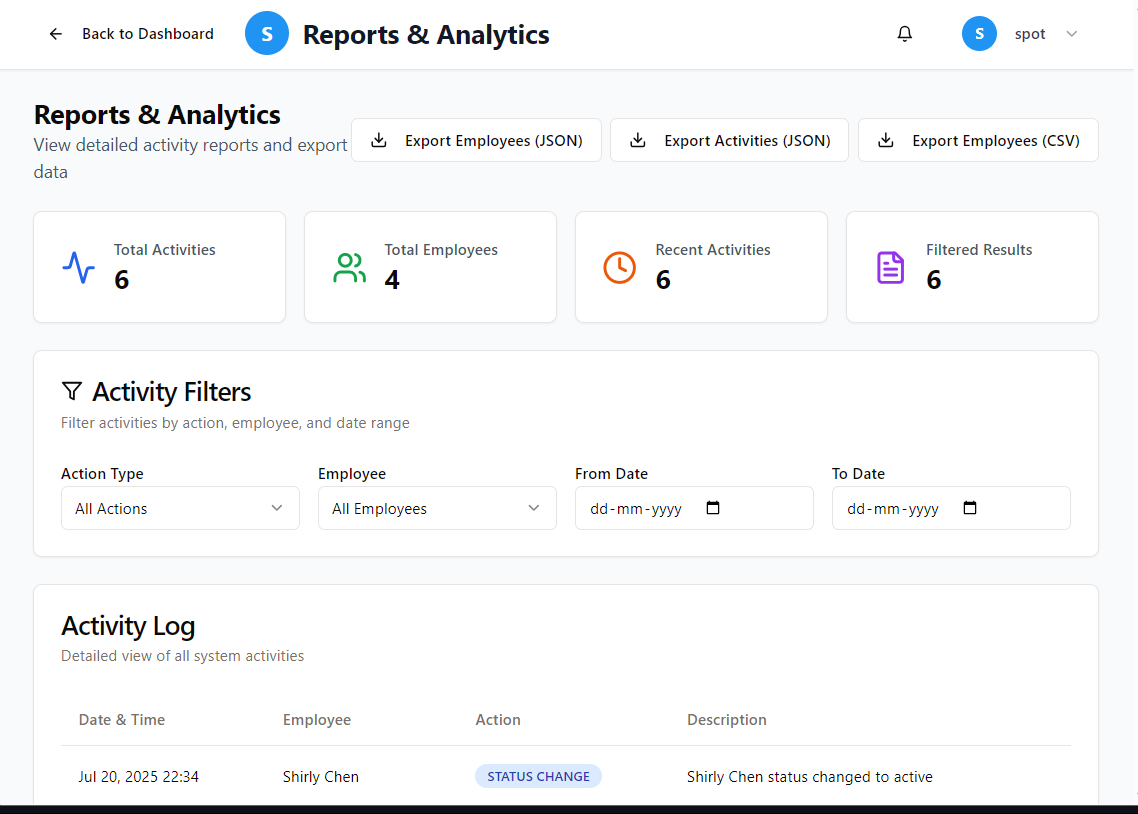 Back to Dashboard
S
Reports & Analytics
S
spot
Reports & Analytics
View detailed activity reports and export
data
Export Employees (JSON)
Export Activities (JSON)
Export Employees (CSV)
Total Activities
6
Total Employees
4
Recent Activities
6
Filtered Results
6
Activity Filters
Filter activities by action, employee, and date range
Action Type
All Actions
Employee
All Employees
From Date
dd-mm-yyyy
To Date
dd-mm-yyyy
Activity Log
Detailed view of all system activities
Date & Time Employee Action Description
Jul 20, 2025 22:34 Shirly Chen STATUS CHANGE Shirly Chen status changed to active